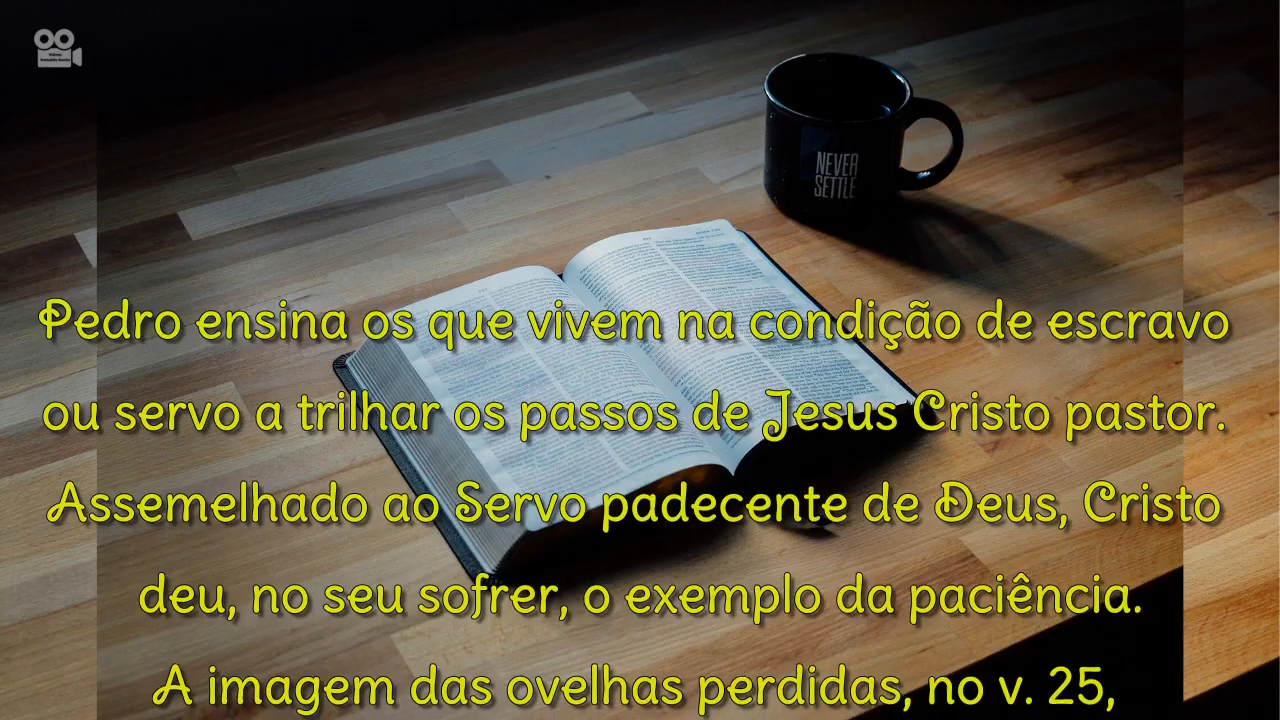 NEVER
SETTLE
Pedro ensina os que vivem na condição de escravo
ou servo a trilhar os passos de Jesus Cristo pastor.
Assemelhado ao Servo padecente de Deus, Cristo
deu, no seu sofrer, o exemplo da paciência.
A imagem das ovelhas perdidas, no v. 25,